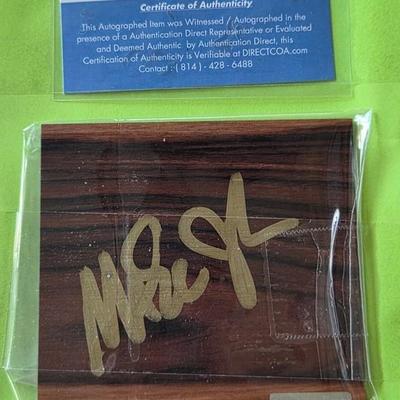 Certificate of Authenticity
This Autographed Item was Witnessed / Autographed in the
presence of a Authentication Direct Representative or Evaluated
and Deemed Authentic by Authentication Direct, this
Certification of Authenticity is Verifiable at DIRECTCOA.com
Contact : ( 814 ) - 428 - 6488